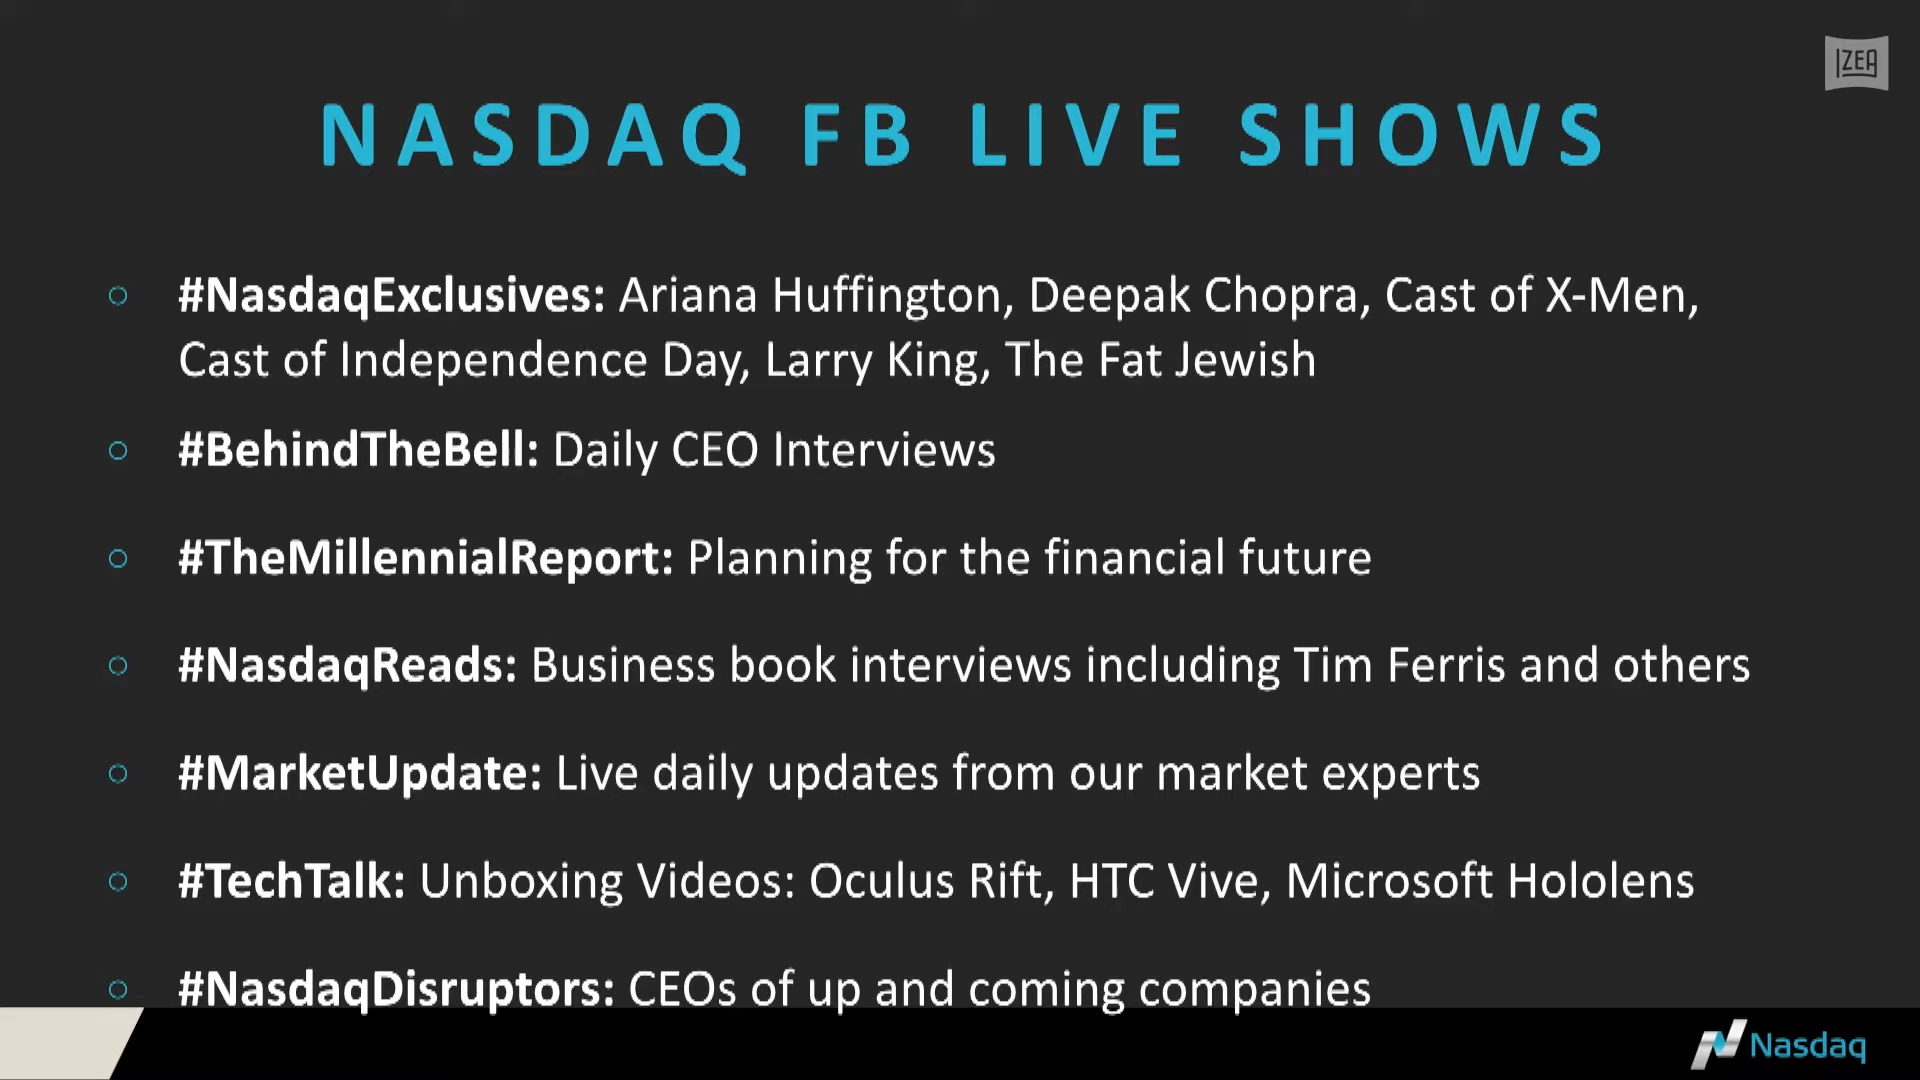 IZEA
NASDAQ FB LIVE SHOWS
#NasdaqExclusives: Ariana Huffington, Deepak Chopra, Cast of X-Men,
Cast of Independence Day, Larry King, The Fat Jewish
#BehindTheBell: Daily CEO Interviews
#TheMillennialReport: Planning for the financial future
#NasdaqReads: Business book interviews including Tim Ferris and others
#MarketUpdate: Live daily updates from our market experts
#TechTalk: Unboxing Videos: Oculus Rift, HTC Vive, Microsoft Hololens
#NasdaqDisruptors: CEOs of up and coming companies
Nasdaq